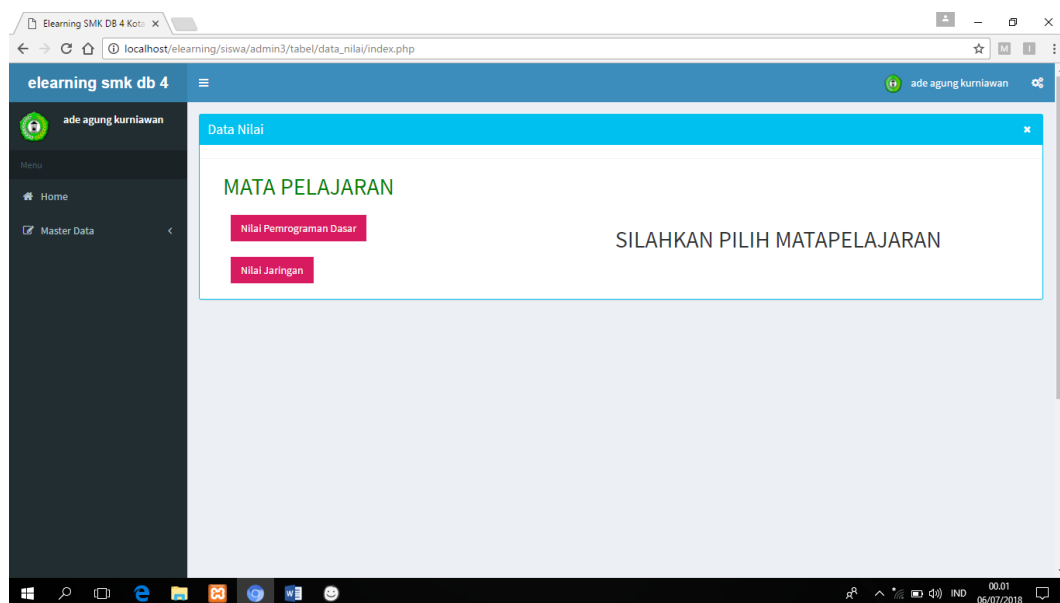 Elearning SMK DB 4 Kota
localhost/elearning/siswa/admin3/tabel/data_nilai/index.php
elearning smk db 4
ade agung kurniawan
ade agung kurniawan
Menu
Home
Master Data
Data Nilai
MATA PELAJARAN
Nilai Pemrograman Dasar
Nilai Jaringan
SILAHKAN PILIH MATAPELAJARAN
IND
00.01
06/07/2018